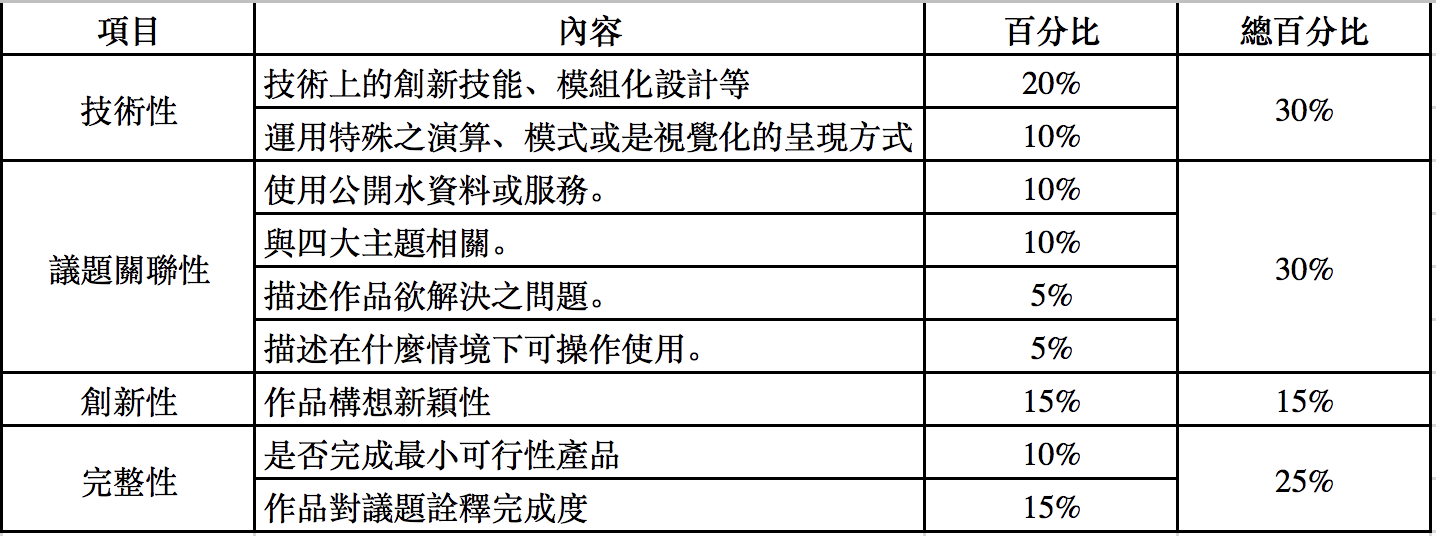 項目 內容 百分比 總百分比
技術性 技術上的創新技能、模組化設計等 20% 30%
運用特殊之演算、模式或是視覺化的呈現方式 10%
議題關聯性 使用公開水資料或服務。 10% 30%
與四大主題相關。 10%
描述作品欲解決之問題。 5%
描述在什麼情境下可操作使用。 5%
創新性 作品構想新穎性 15% 15%
完整性 是否完成最小可行性產品 10% 25%
作品對議題詮釋完成度 15%